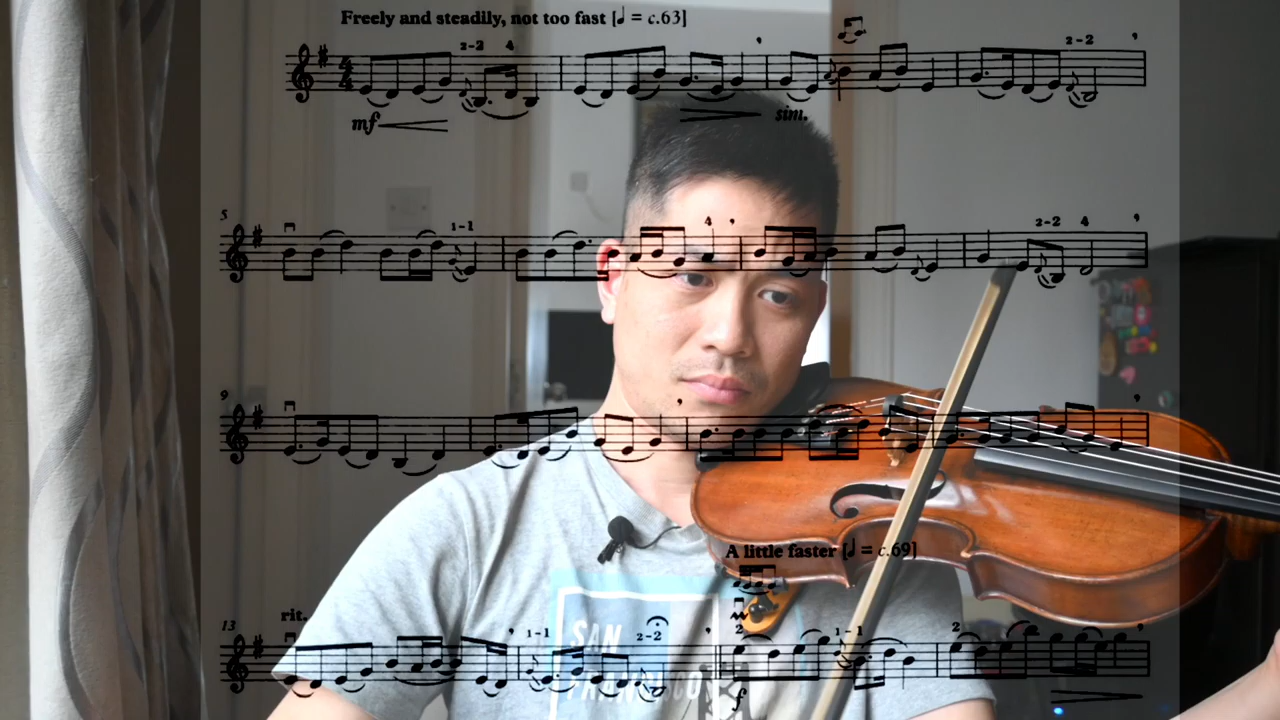 Freely and steadily, not too fast [♩ = c.63]
2-2 4 2-2
mf sim.
5
1-1 4 2-2 4
9
A little faster [♩ = c.69]
13 rit.
1-1 2-2 2 1-1 2
f
SAN
FRANCISCO